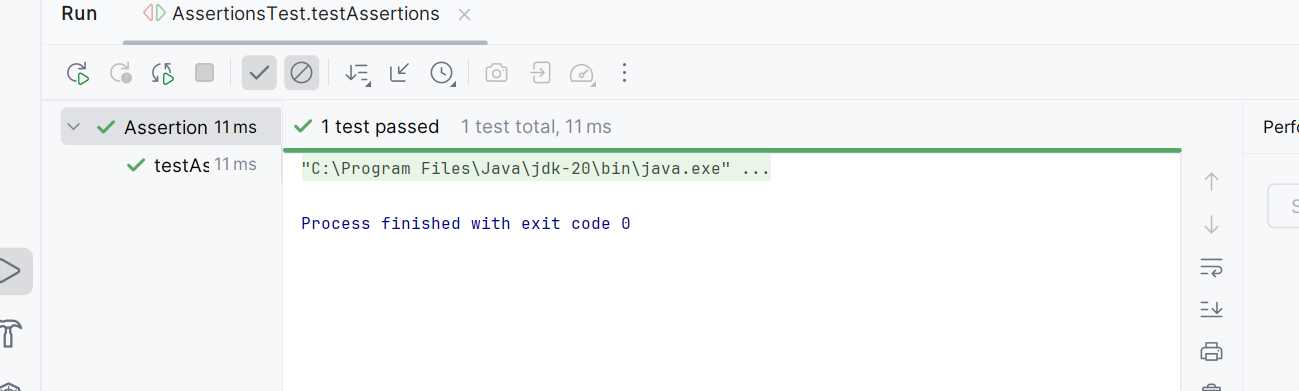 Run AssertionsTest.testAssertions
Assertion 11 ms
testAs 11 ms
1 test passed 1 test total, 11 ms
"C:\Program Files\Java\jdk-20\bin\java.exe" ...
Process finished with exit code 0
Perf
S